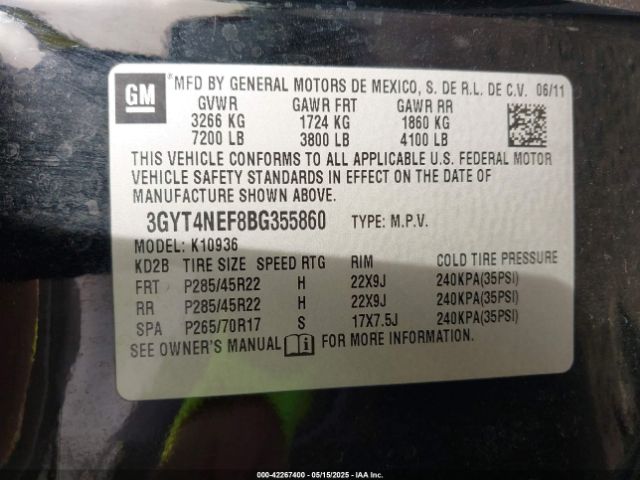 GM
*MFD BY GENERAL MOTORS DE MEXICO, S. DE R.L. DE C.V. 06/11
GVWR GAWR FRT GAWR RR
3266 KG 1724 KG 1860 KG
7200 LB 3800 LB 4100 LB
THIS VEHICLE CONFORMS TO ALL APPLICABLE U.S. FEDERAL MOTOR
VEHICLE SAFETY STANDARDS IN EFFECT ON THE DATE OF
MANUFACTURE SHOWN ABOVE.
3GYT4NEF8BG355860 TYPE: M.P.V.
MODEL: K10936
KD2B TIRE SIZE SPEED RTG RIM COLD TIRE PRESSURE
FRT P285/45R22 H 22X9J 240KPA(35PSI)
RR P285/45R22 H 22X9J 240KPA(35PSI)
SPA P265/70R17 S 17X7.5J 240KPA(35PSI)
SEE OWNER'S MANUAL FOR MORE INFORMATION.
000-42267400 - 05/15/2025 - IAA Inc.